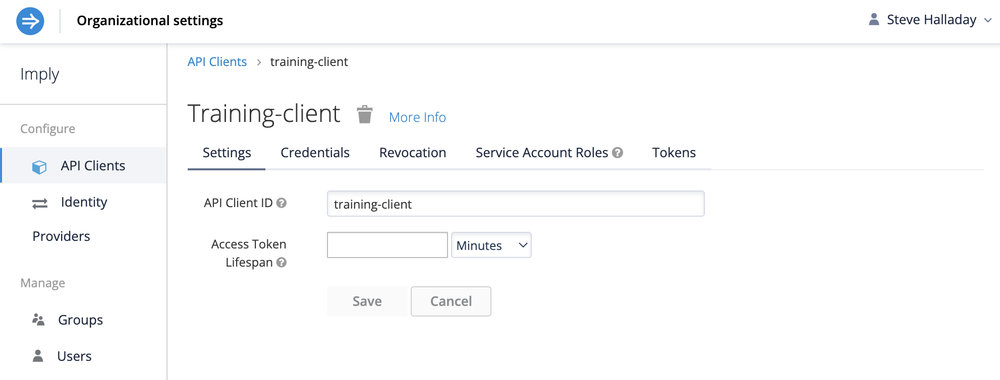 Organizational settings
Steve Halladay
Imply
Configure
API Clients
Identity
Providers
Manage
Groups
Users
API Clients > training-client
Training-client
More Info
Settings
Credentials
Revocation
Service Account Roles ?
Tokens
API Client ID ?
training-client
Access Token
Lifespan ?
Minutes
Save
Cancel